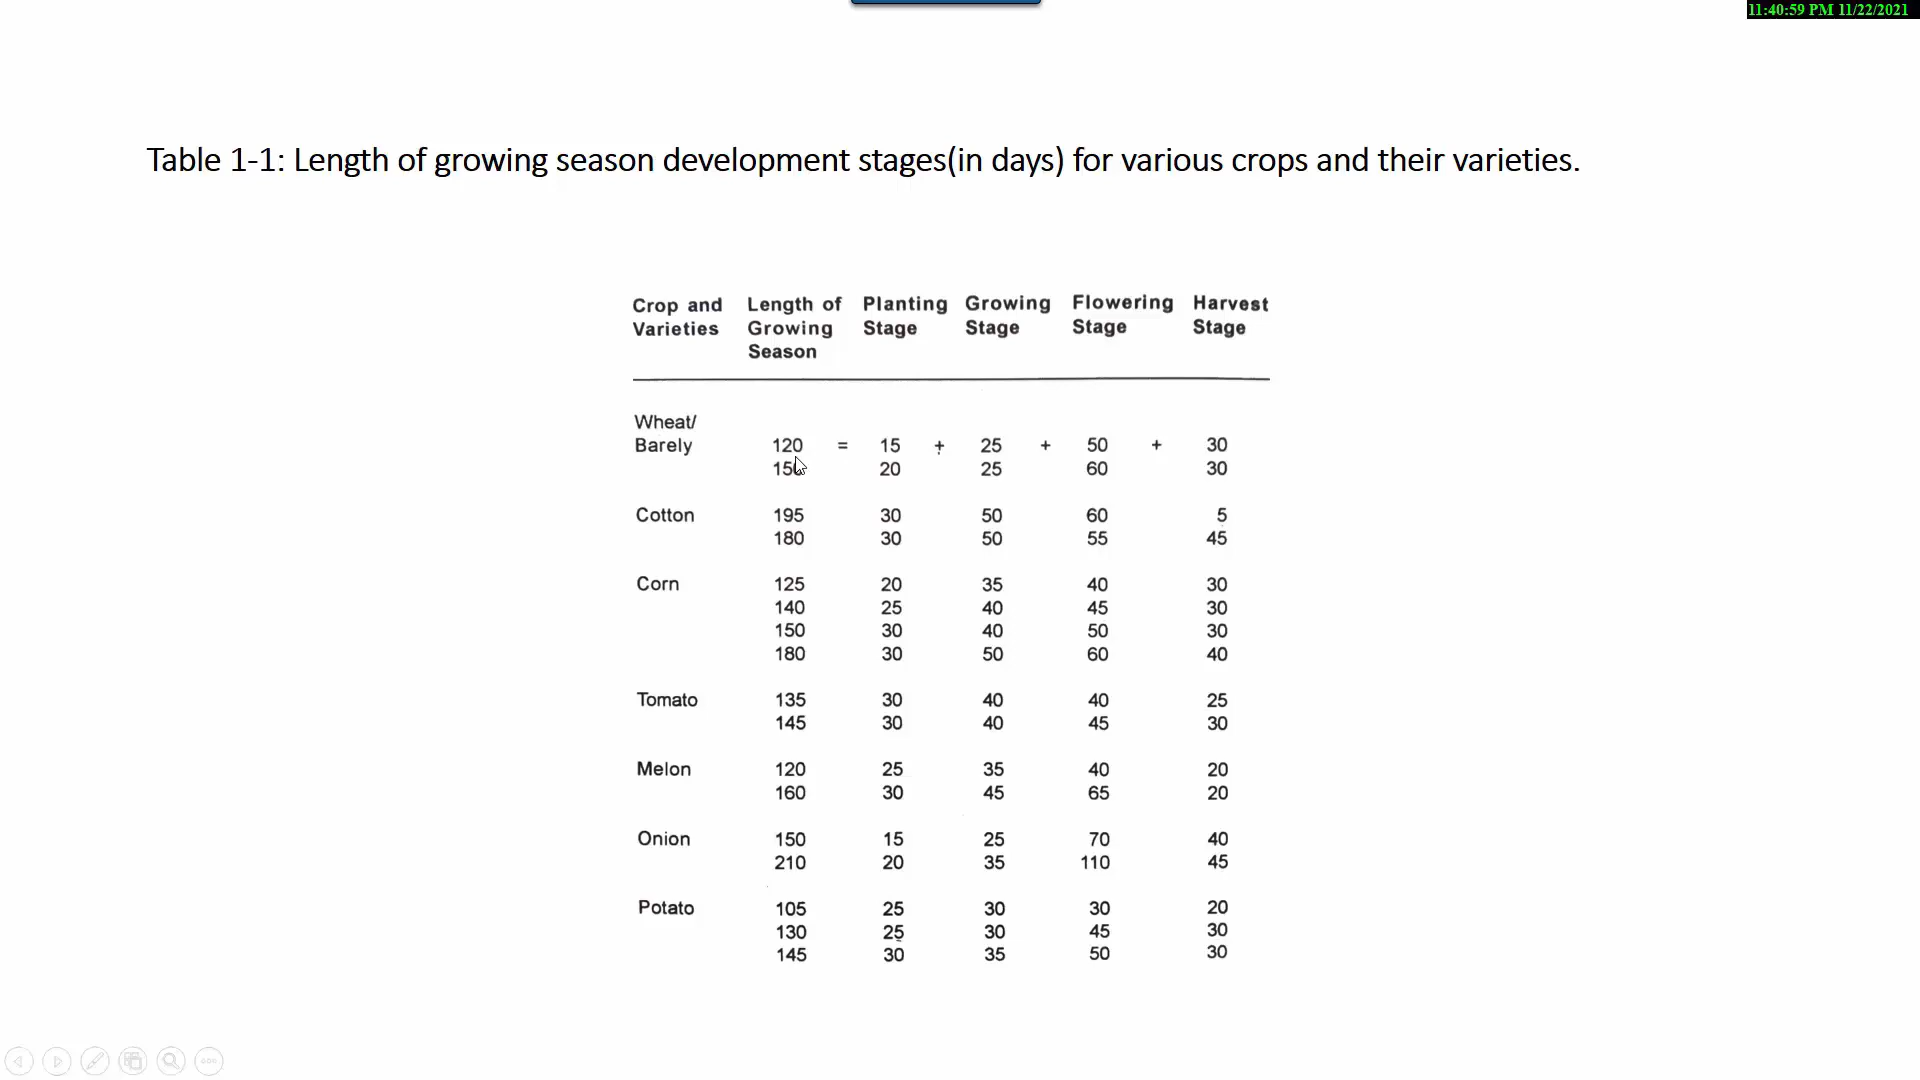 11:40:59 PM 11/22/2021
Table 1-1: Length of growing season development stages(in days) for various crops and their varieties.
Crop and Length of Planting Growing Flowering Harvest
Varieties Growing Stage Stage Stage Stage
Season
Wheat/
Barely 120 = 15 + 25 + 50 + 30
150 20 25 60 30
Cotton 195 30 50 60 5
180 30 50 55 45
Corn 125 20 35 40 30
140 25 40 45 30
150 30 40 50 30
180 30 50 60 40
Tomato 135 30 40 40 25
145 30 40 45 30
Melon 120 25 35 40 20
160 30 45 65 20
Onion 150 15 25 70 40
210 20 35 110 45
Potato 105 25 30 30 20
130 25 30 45 30
145 30 35 50 30